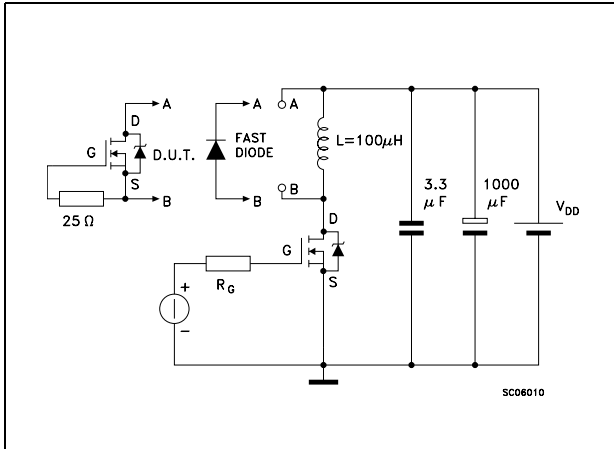 A
A
A
D
G
D.U.T.
S
B
25 Ω
FAST
DIODE
B
B
L=100μH
D
G
S
R_G
+
−
3.3
μF
1000
μF
V_DD
SC06010